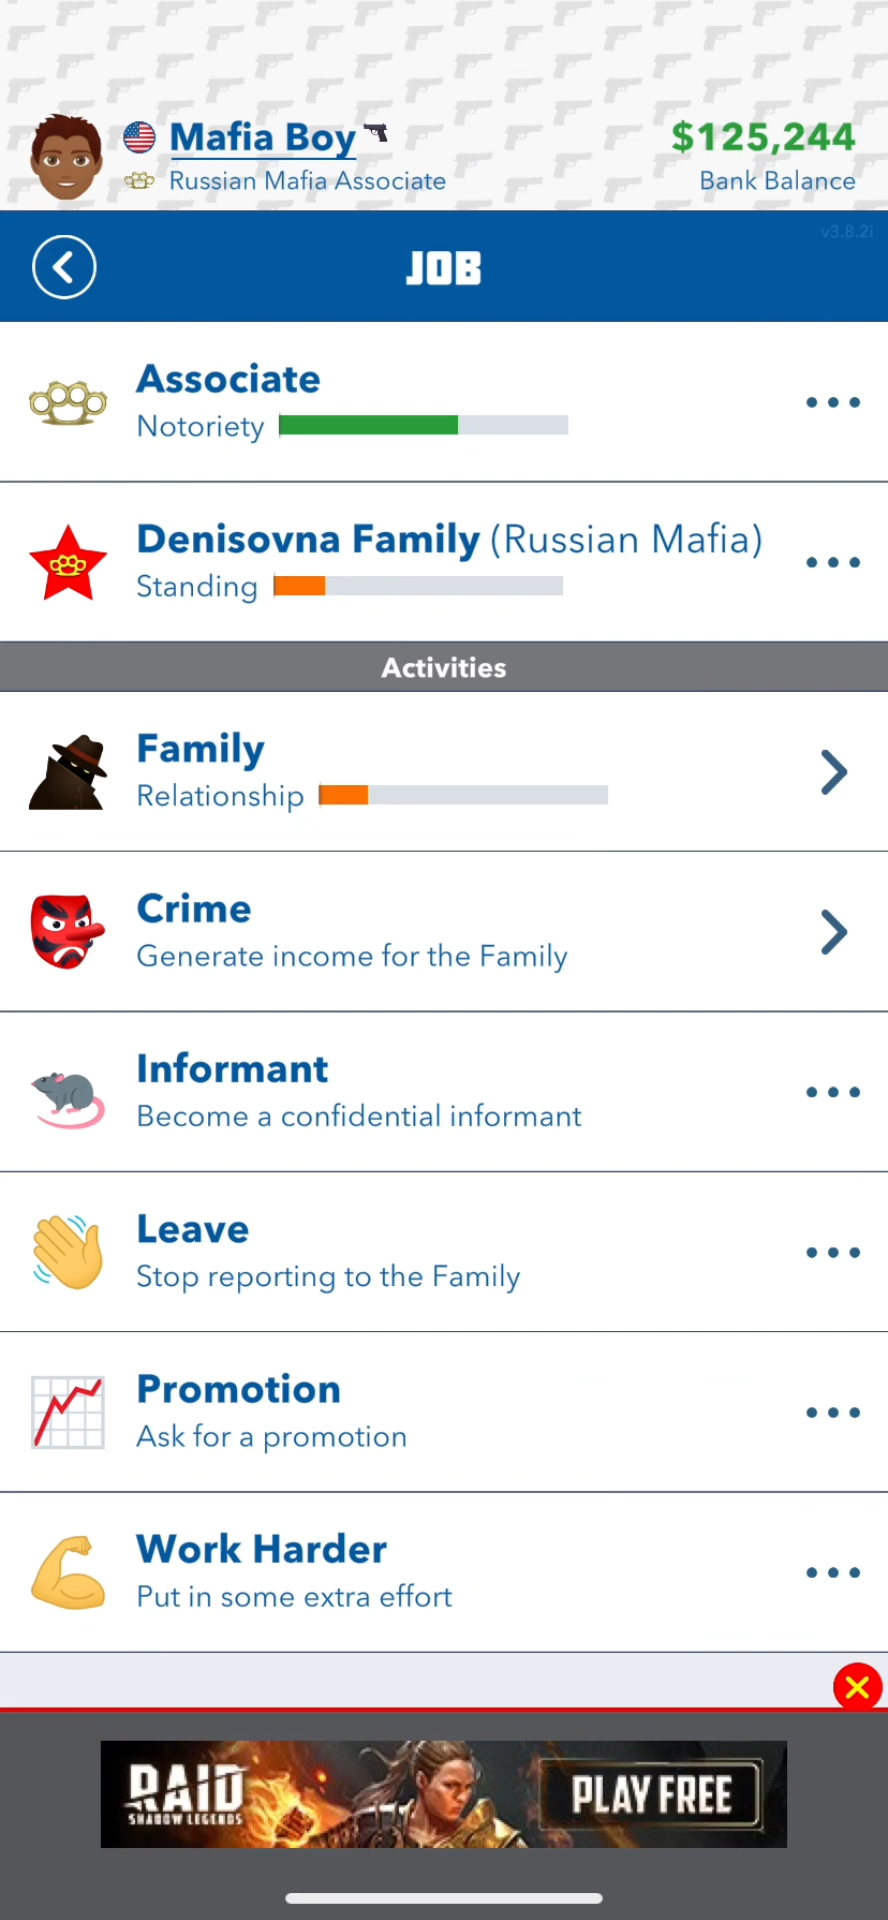 Mafia Boy
$125,244
Russian Mafia Associate
Bank Balance
v3.8.2i
JOB
Associate
Notoriety
Denisovna Family (Russian Mafia)
Standing
Activities
Family
Relationship
Crime
Generate income for the Family
Informant
Become a confidential informant
Leave
Stop reporting to the Family
Promotion
Ask for a promotion
Work Harder
Put in some extra effort
RAID
SHADOW LEGENDS
PLAY FREE